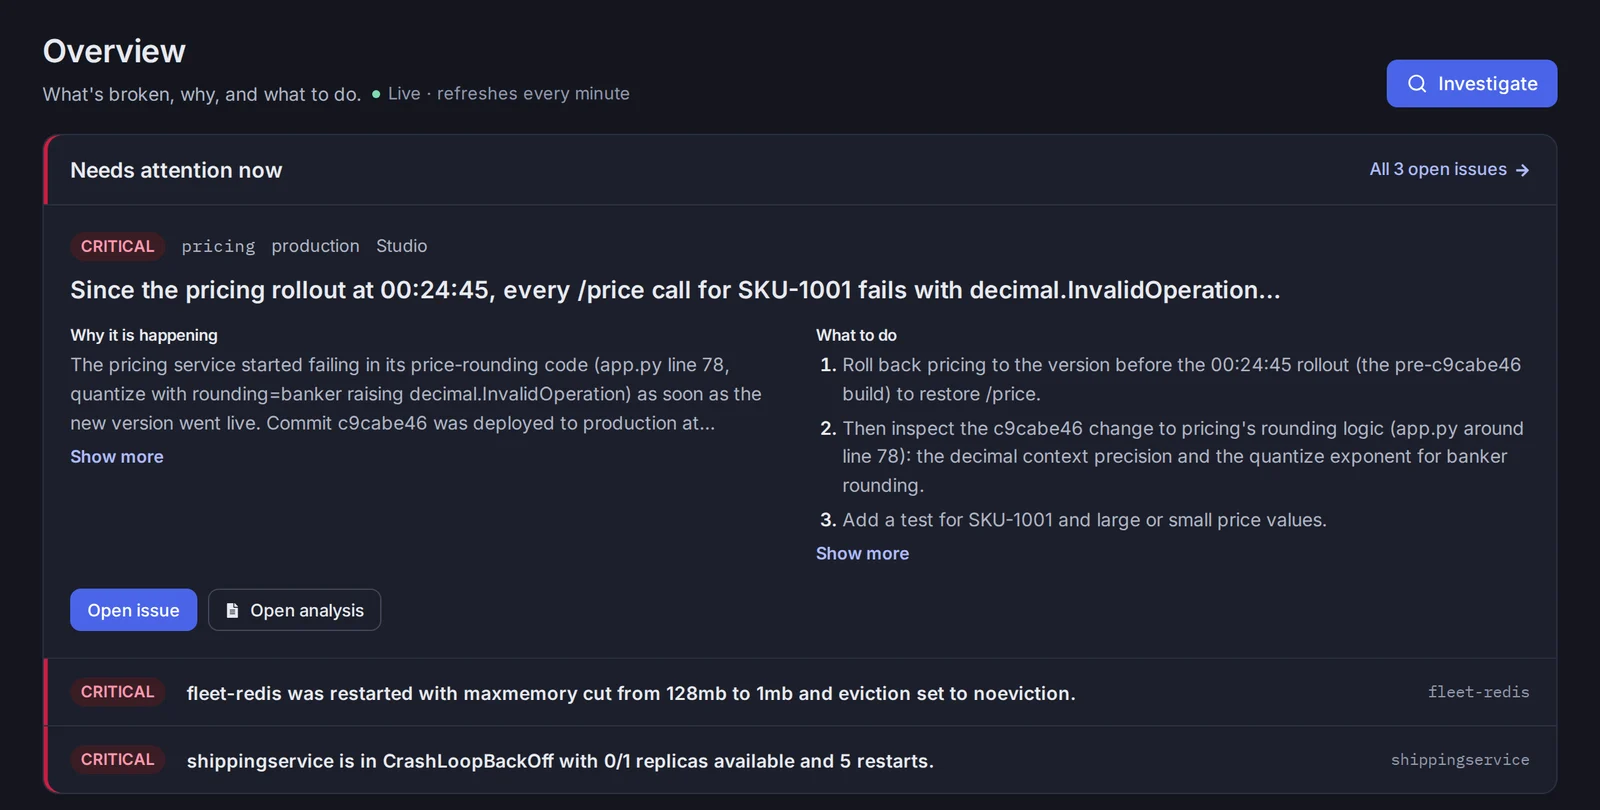 Overview
What's broken, why, and what to do. Live · refreshes every minute
Investigate
Needs attention now
All 3 open issues →
CRITICAL pricing production Studio
Since the pricing rollout at 00:24:45, every /price call for SKU-1001 fails with decimal.InvalidOperation...
Why it is happening
The pricing service started failing in its price-rounding code (app.py line 78,
quantize with rounding=banker raising decimal.InvalidOperation) as soon as the
new version went live. Commit c9cabe46 was deployed to production at...
Show more
What to do
1. Roll back pricing to the version before the 00:24:45 rollout (the pre-c9cabe46
build) to restore /price.
2. Then inspect the c9cabe46 change to pricing's rounding logic (app.py around
line 78): the decimal context precision and the quantize exponent for banker
rounding.
3. Add a test for SKU-1001 and large or small price values.
Show more
Open issue
Open analysis
CRITICAL fleet-redis was restarted with maxmemory cut from 128mb to 1mb and eviction set to noeviction. fleet-redis
CRITICAL shippingservice is in CrashLoopBackOff with 0/1 replicas available and 5 restarts. shippingservice